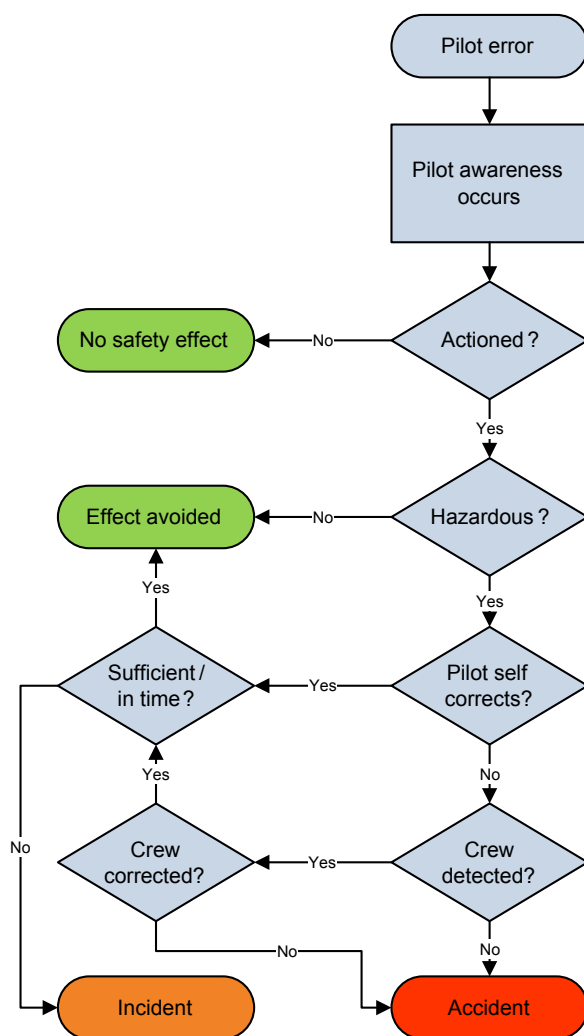 Pilot error
Pilot awareness
occurs
No safety effect
No
Actioned ?
Yes
Effect avoided
No
Hazardous ?
Yes
Yes
Sufficient /
in time ?
Yes
Pilot self
corrects?
Yes
No
No
Crew
corrected?
Yes
Crew
detected?
No
No
Incident
Accident